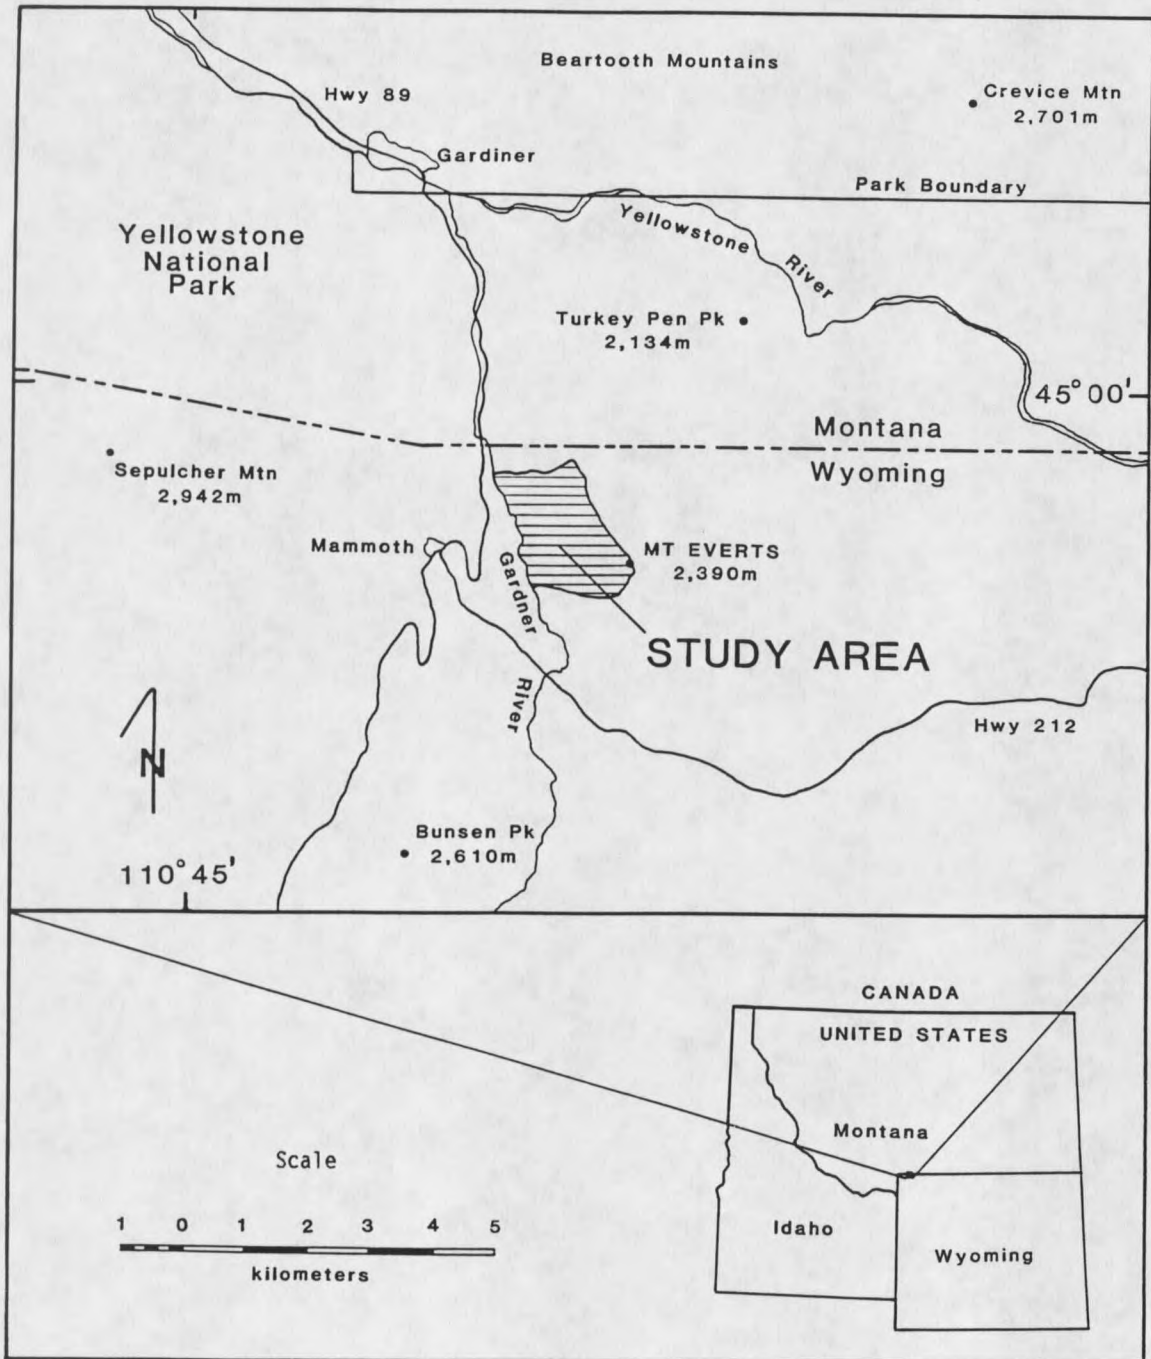 Beartooth Mountains
Hwy 89
Crevice Mtn
2,701m
Gardiner
Park Boundary
Yellowstone
River
Yellowstone
National
Park
Turkey Pen Pk
2,134m
45°00'
Montana
Wyoming
Sepulcher Mtn
2,942m
Mammoth
Gardner
River
MT EVERTS
2,390m
STUDY AREA
Hwy 212
N
Bunsen Pk
2,610m
110°45'
CANADA
UNITED STATES
Montana
Idaho
Wyoming
Scale
1 0 1 2 3 4 5
kilometers